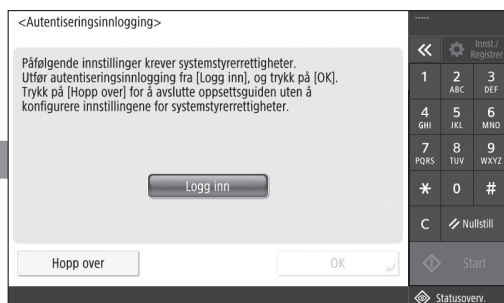 <Autentiseringsinnlogging>
Påfølgende innstillinger krever systemstyrerrettigheter.
Utfør autentiseringsinnlogging fra [Logg inn], og trykk på [OK].
Trykk på [Hopp over] for å avslutte oppsettsguiden uten å
konfigurere innstillingene for systemstyrerrettigheter.
Logg inn
Hopp over
OK
-----
Innst./
Registrer
1 2 3
ABC DEF
4 5 6
GHI JKL MNO
7 8 9
PQRS TUV WXYZ
* 0 #
C Nullstill
Start
Statusoverv.